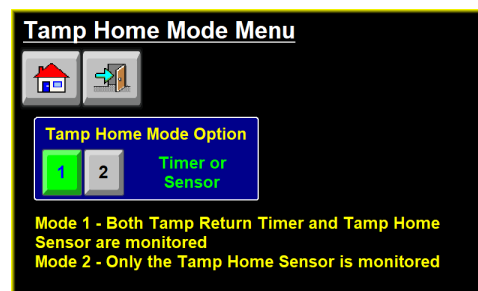 Tamp Home Mode Menu
Tamp Home Mode Option
1 2 Timer or
Sensor
Mode 1 - Both Tamp Return Timer and Tamp Home
Sensor are monitored
Mode 2 - Only the Tamp Home Sensor is monitored